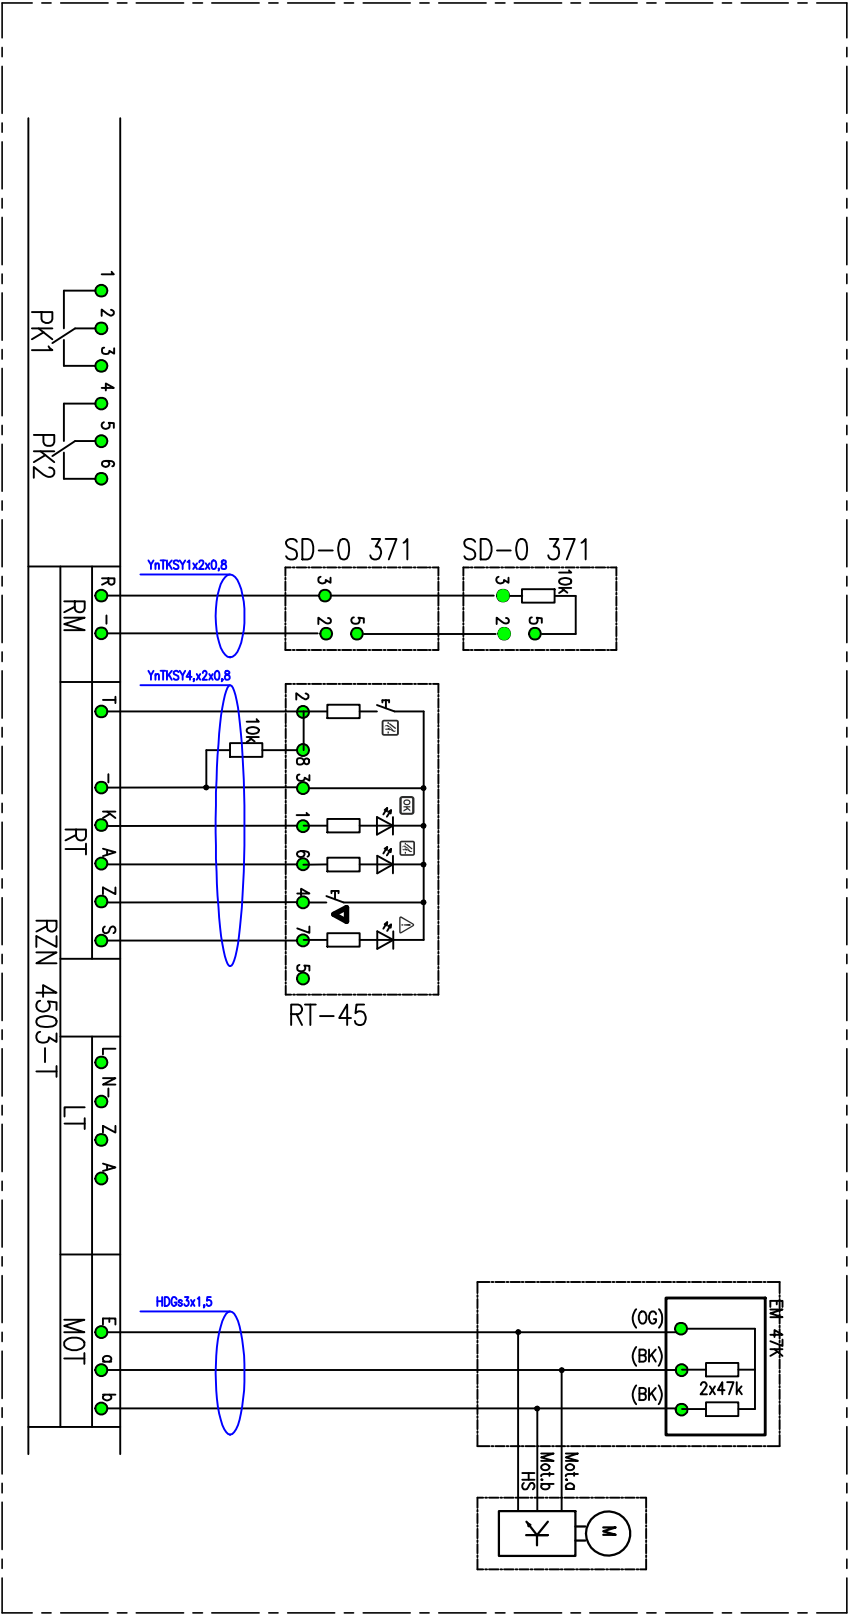 1
2
3
PK1
4
5
6
PK2
SD-0 371
SD-0 371
YnTKSY1x2x0,8
R
-
RM
3
2
5
3
2
5
10k
YnTKSY4,x2x0,8
T
-
K
A
Z
S
RT
10k
2
8
3
1
6
4
7
5
OK
RT-45
RZN 4503-T
L
N-
Z
A
LT
HDGs3x1,5
E
a
b
MOT
(OG)
(BK)
(BK)
EM 47K
2x47k
Mot.a
Mot.b
HS
M